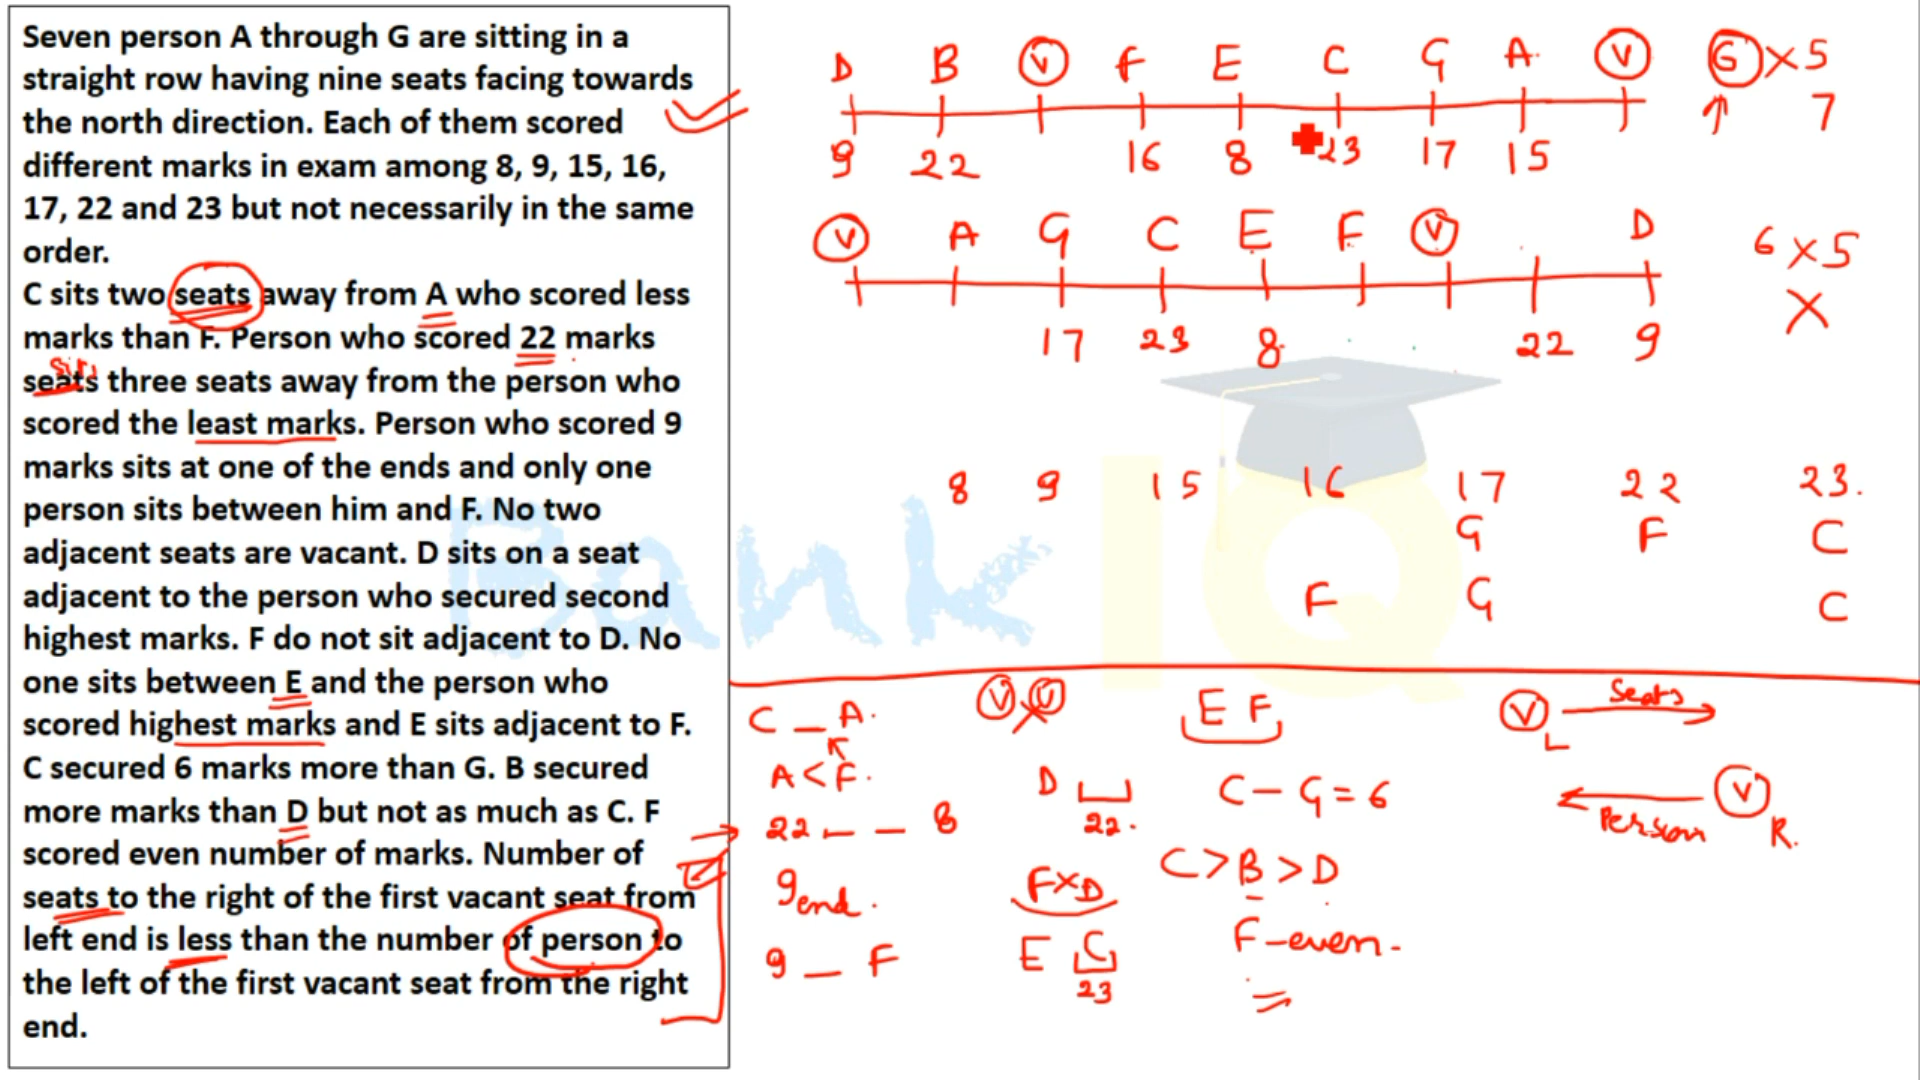 Seven person A through G are sitting in a
straight row having nine seats facing towards
the north direction. Each of them scored
different marks in exam among 8, 9, 15, 16,
17, 22 and 23 but not necessarily in the same
order.
C sits two seats away from A who scored less
marks than F. Person who scored 22 marks
sits
seats three seats away from the person who
scored the least marks. Person who scored 9
marks sits at one of the ends and only one
person sits between him and F. No two
adjacent seats are vacant. D sits on a seat
adjacent to the person who secured second
highest marks. F do not sit adjacent to D. No
one sits between E and the person who
scored highest marks and E sits adjacent to F.
C secured 6 marks more than G. B secured
more marks than D but not as much as C. F
scored even number of marks. Number of
seats to the right of the first vacant seat from
left end is less than the number of person to
the left of the first vacant seat from the right
end.
D B V F E C G A V 6 × 5
9 22 16 8 23 17 15 ↑ 7
V A G C E F V D 6 × 5
17 23 8 22 9 ×
8 9 15 16 17 22 23.
G F C
F G C
Bank IQ
C _ A. V × V E F V L → Seats
A < F. D 22. C - G = 6 ← Person V R.
22 _ _ 8
9 end. F × D C > B > D
9 _ F E C 23 F - even.